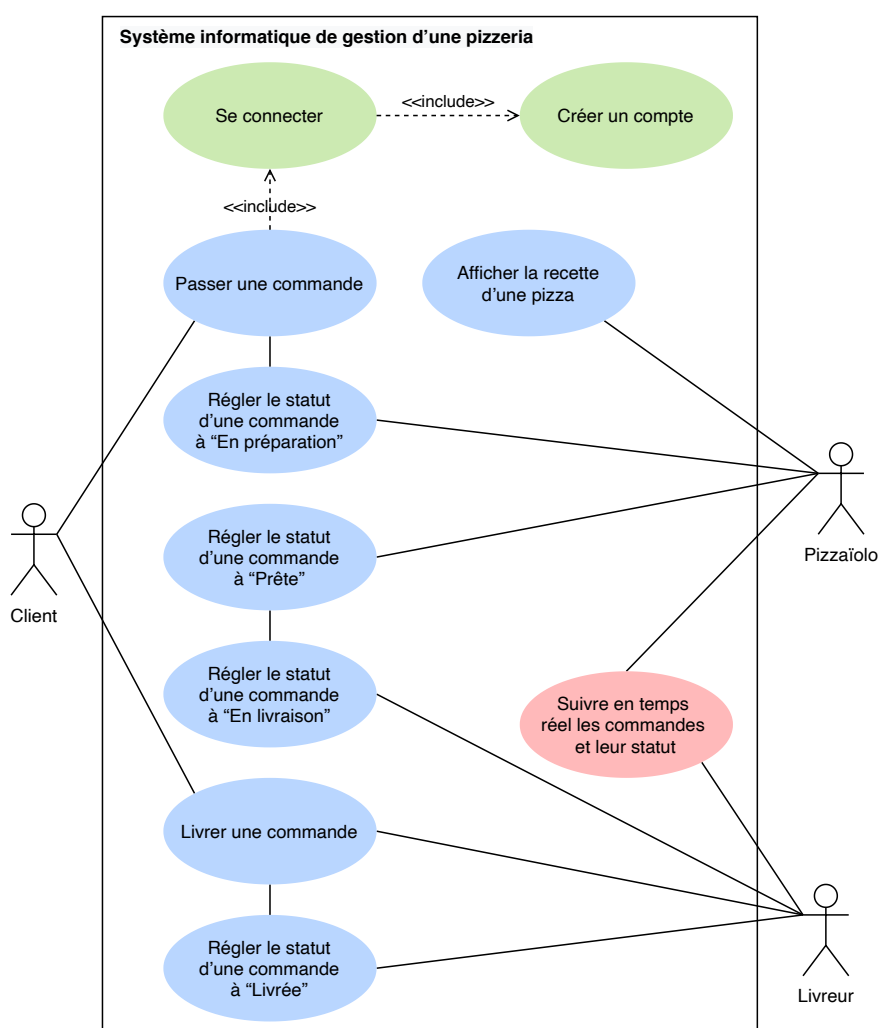 Système informatique de gestion d'une pizzeria
Se connecter
<<include>>
Créer un compte
<<include>>
Passer une commande
Afficher la recette
d'une pizza
Régler le statut
d'une commande
à “En préparation”
Régler le statut
d'une commande
à “Prête”
Client
Pizzaïolo
Régler le statut
d'une commande
à “En livraison”
Suivre en temps
réel les commandes
et leur statut
Livrer une commande
Régler le statut
d'une commande
à “Livrée”
Livreur